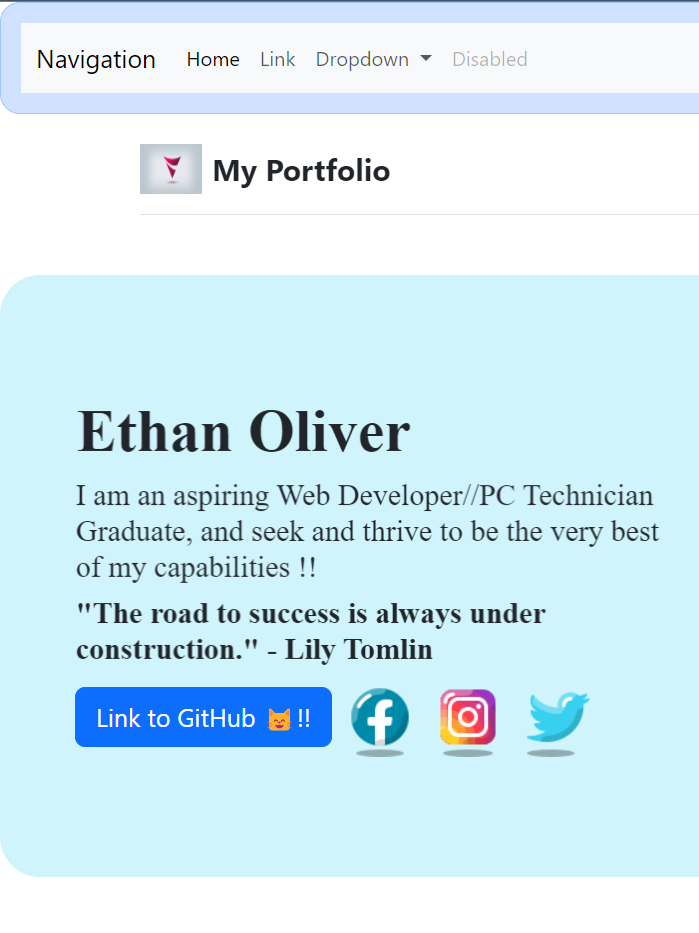 Navigation Home Link Dropdown Disabled
My Portfolio
Ethan Oliver
I am an aspiring Web Developer//PC Technician
Graduate, and seek and thrive to be the very best
of my capabilities !!
"The road to success is always under
construction." - Lily Tomlin
Link to GitHub 😸 !!